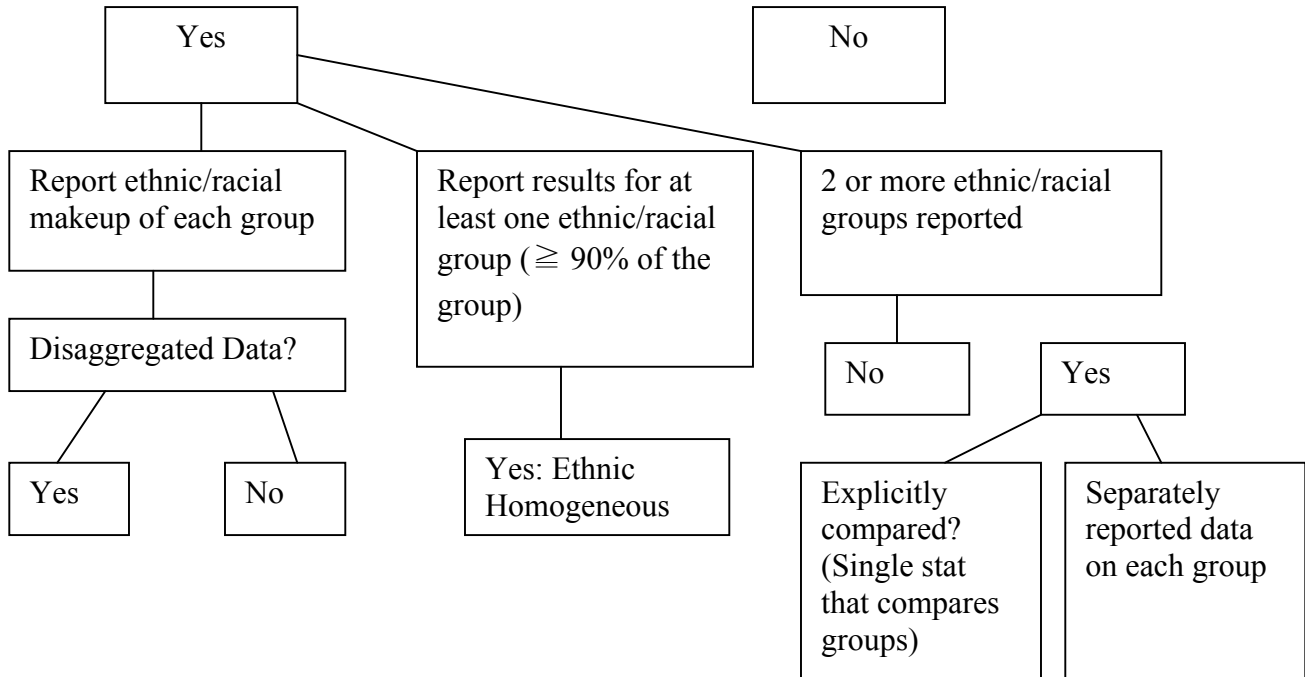 Yes
No
Report ethnic/racial
makeup of each group
Report results for at
least one ethnic/racial
group (≧ 90% of the
group)
2 or more ethnic/racial
groups reported
Disaggregated Data?
No
Yes
Yes
No
Yes: Ethnic
Homogeneous
Explicitly
compared?
(Single stat
that compares
groups)
Separately
reported data
on each group